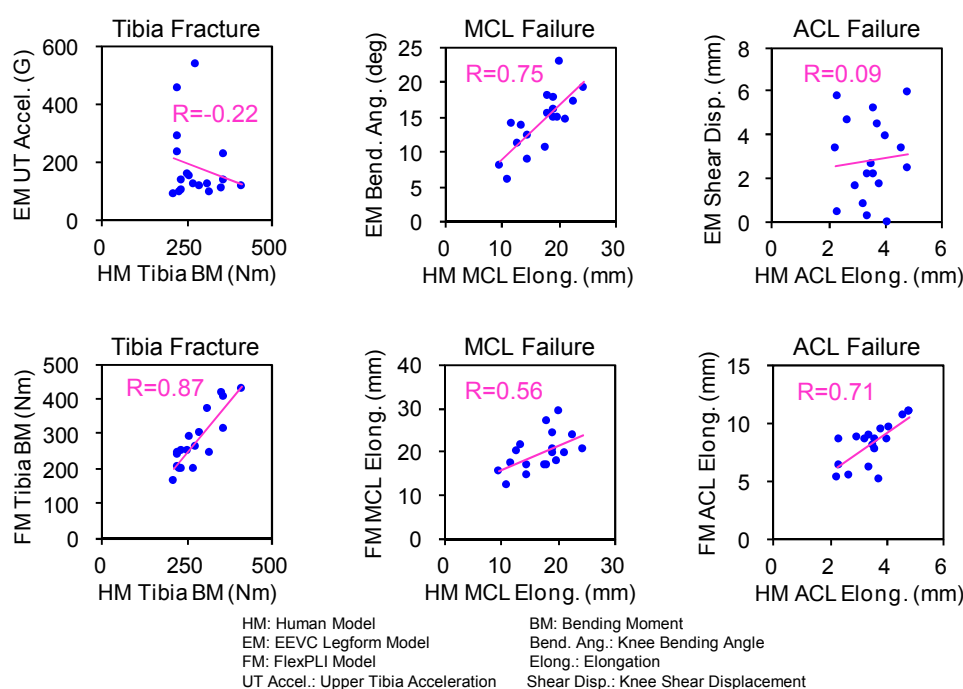 Tibia Fracture
EM UT Accel. (G)
600
400
200
0
R=-0.22
0 250 500
HM Tibia BM (Nm)
MCL Failure
EM Bend. Ang. (deg)
25
20
15
10
5
0
R=0.75
0 10 20 30
HM MCL Elong. (mm)
ACL Failure
EM Shear Disp. (mm)
8
6
4
2
0
R=0.09
0 2 4 6
HM ACL Elong. (mm)
Tibia Fracture
FM Tibia BM (Nm)
500
400
300
200
100
0
R=0.87
0 250 500
HM Tibia BM (Nm)
MCL Failure
FM MCL Elong. (mm)
40
30
20
10
0
R=0.56
0 10 20 30
HM MCL Elong. (mm)
ACL Failure
FM ACL Elong. (mm)
15
10
5
0
R=0.71
0 2 4 6
HM ACL Elong. (mm)
HM: Human Model
BM: Bending Moment
EM: EEVC Legform Model
Bend. Ang.: Knee Bending Angle
FM: FlexPLI Model
Elong.: Elongation
UT Accel.: Upper Tibia Acceleration
Shear Disp.: Knee Shear Displacement